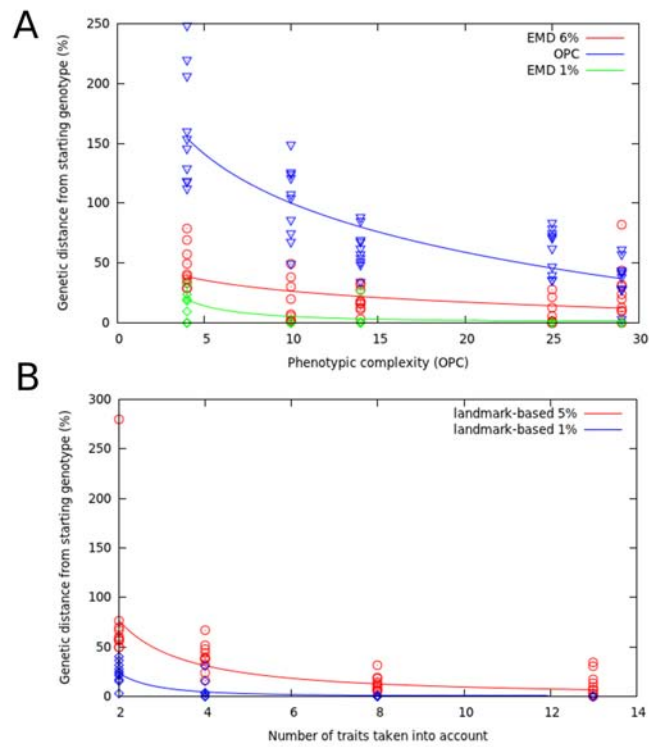 A
250
200
150
100
50
0
Genetic distance from starting genotype (%)
EMD 6%
OPC
EMD 1%
0 5 10 15 20 25 30
Phenotypic complexity (OPC)
B
300
250
200
150
100
50
0
Genetic distance from starting genotype (%)
landmark-based 5%
landmark-based 1%
2 4 6 8 10 12 14
Number of traits taken into account